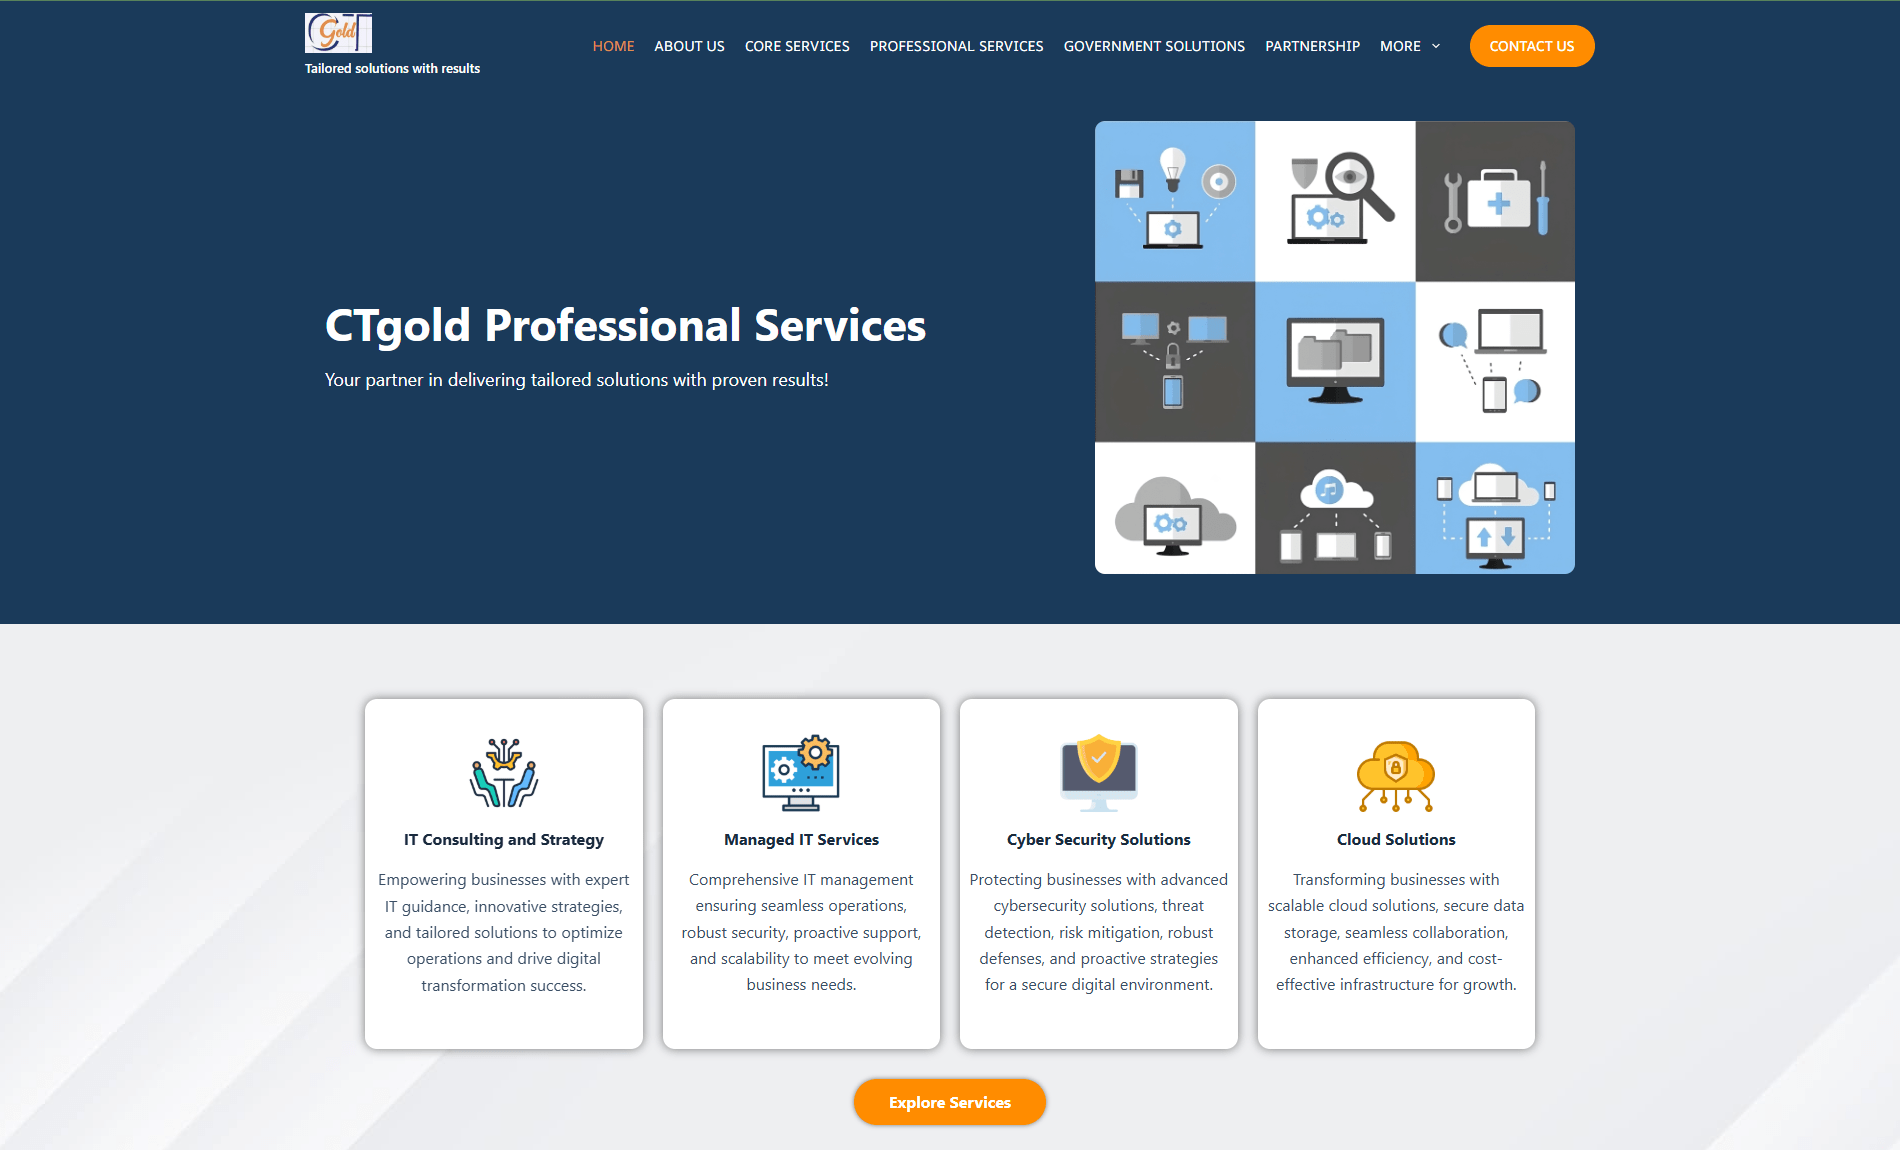 CT Gold
Tailored solutions with results
HOME ABOUT US CORE SERVICES PROFESSIONAL SERVICES GOVERNMENT SOLUTIONS PARTNERSHIP MORE
CONTACT US
CTgold Professional Services
Your partner in delivering tailored solutions with proven results!
IT Consulting and Strategy
Empowering businesses with expert
IT guidance, innovative strategies,
and tailored solutions to optimize
operations and drive digital
transformation success.
Managed IT Services
Comprehensive IT management
ensuring seamless operations,
robust security, proactive support,
and scalability to meet evolving
business needs.
Cyber Security Solutions
Protecting businesses with advanced
cybersecurity solutions, threat
detection, risk mitigation, robust
defenses, and proactive strategies
for a secure digital environment.
Cloud Solutions
Transforming businesses with
scalable cloud solutions, secure data
storage, seamless collaboration,
enhanced efficiency, and cost-
effective infrastructure for growth.
Explore Services